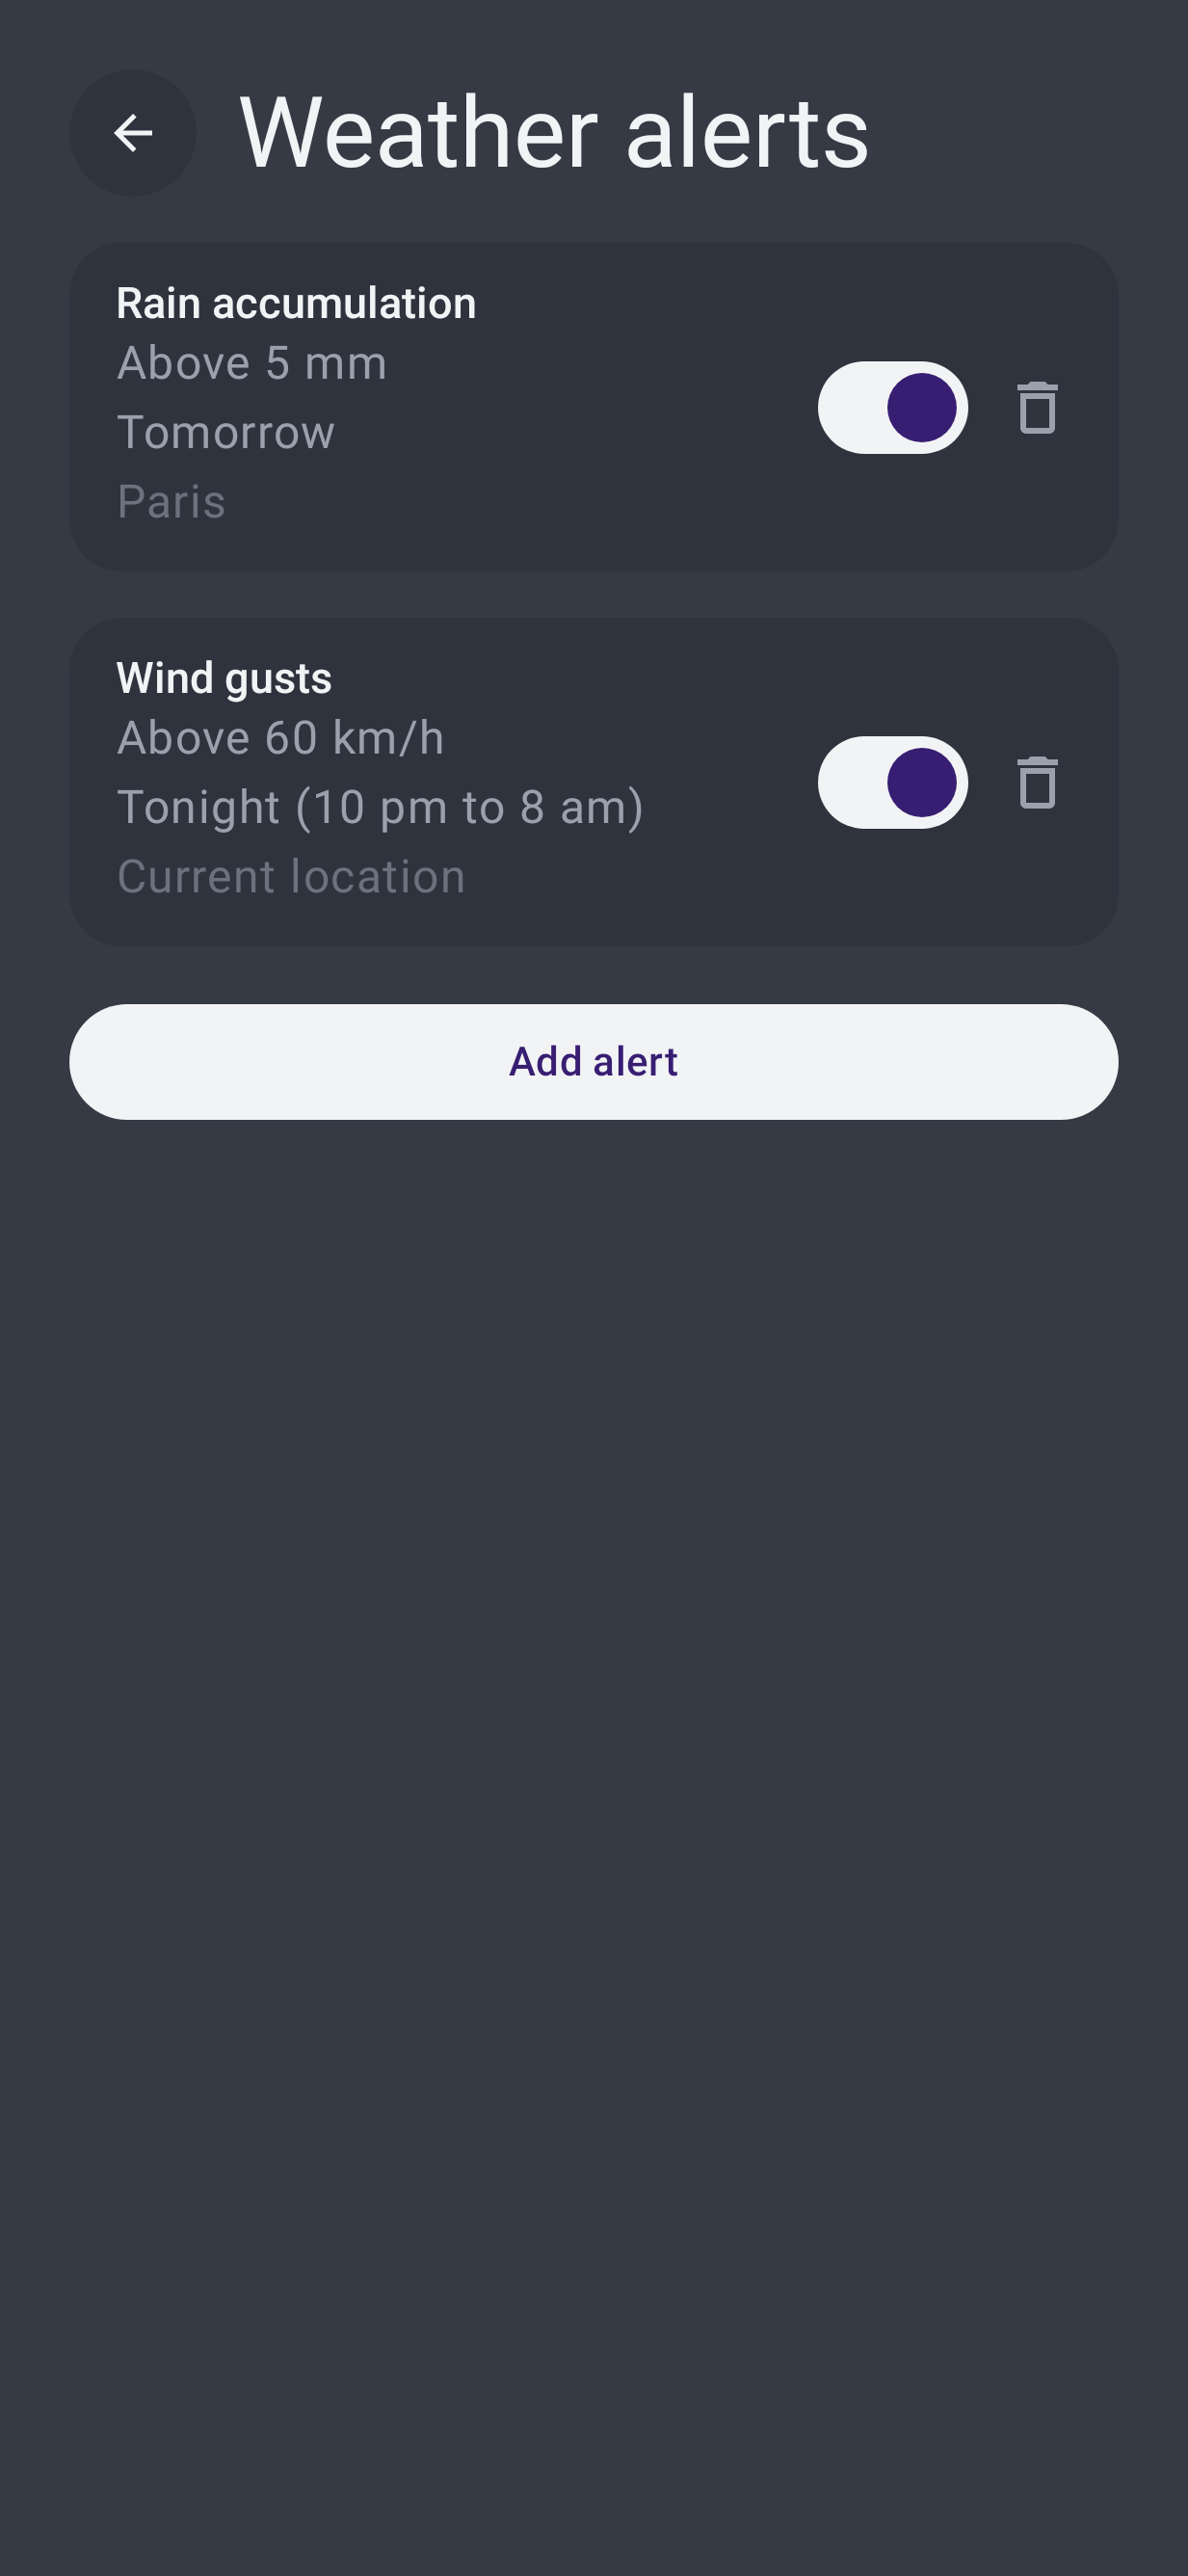 Weather alerts
Rain accumulation
Above 5 mm
Tomorrow
Paris
Wind gusts
Above 60 km/h
Tonight (10 pm to 8 am)
Current location
Add alert